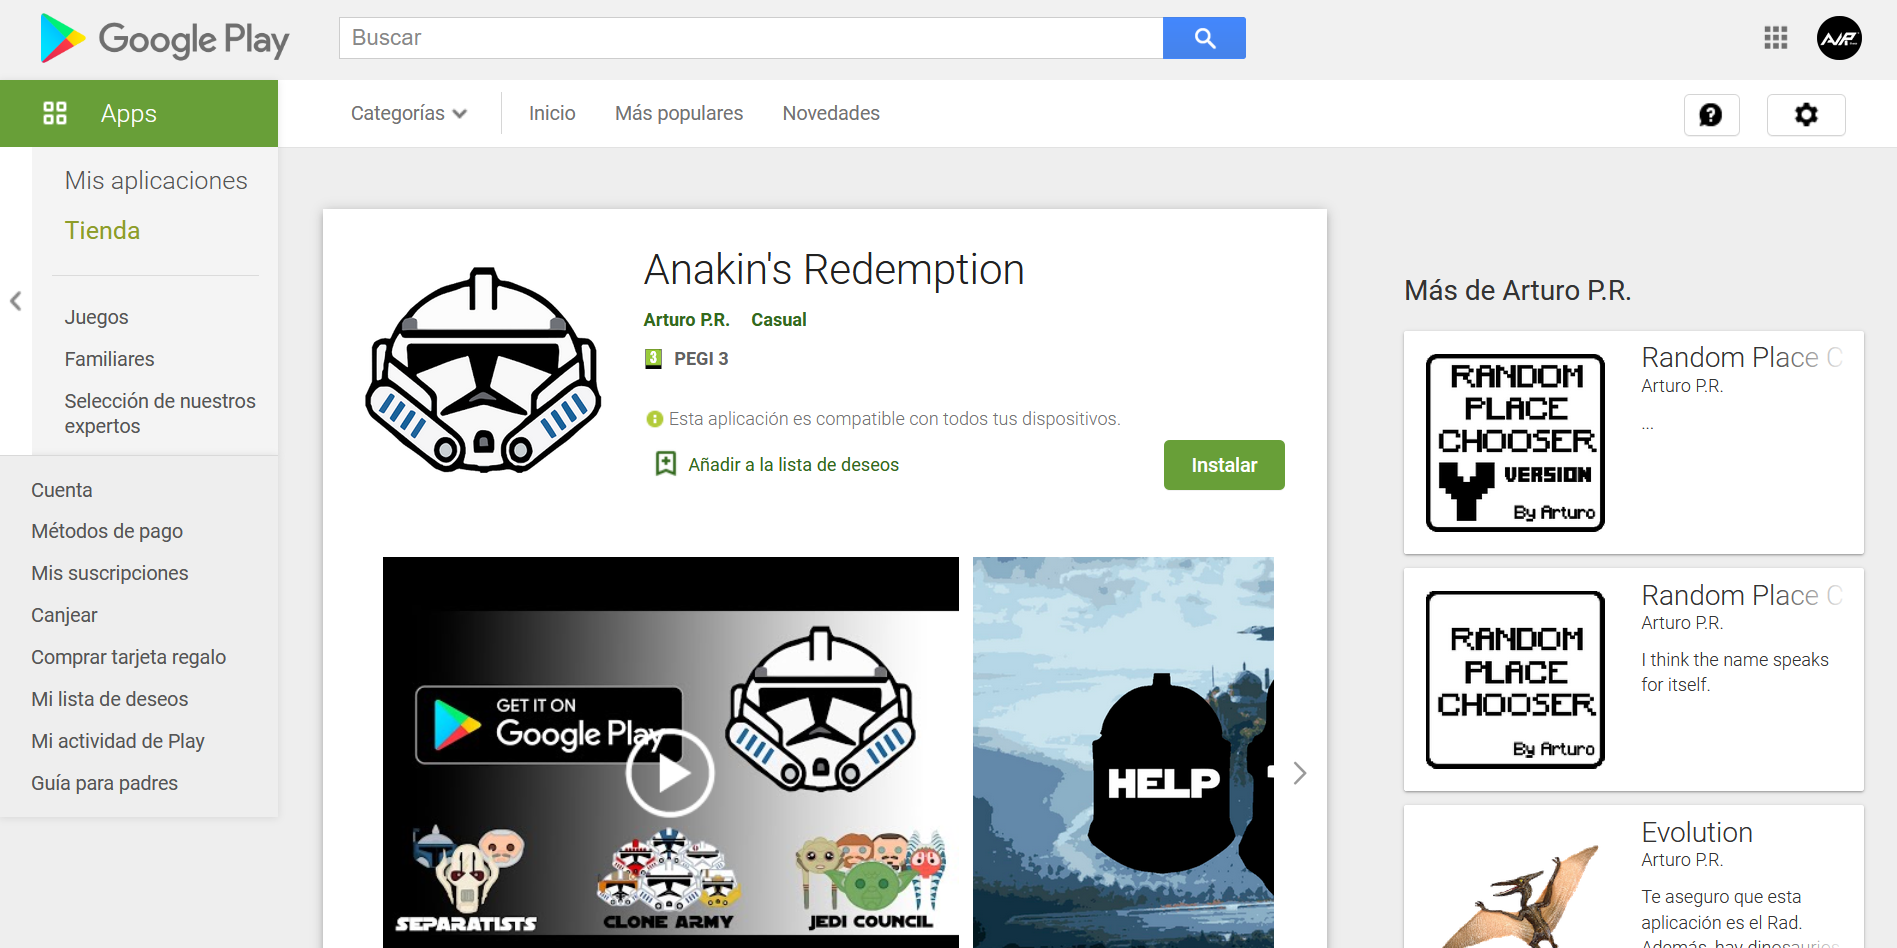 Google Play
Buscar
AJP
Apps
Categorías
Inicio
Más populares
Novedades
Mis aplicaciones
Tienda
Juegos
Familiares
Selección de nuestros
expertos
Cuenta
Métodos de pago
Mis suscripciones
Canjear
Comprar tarjeta regalo
Mi lista de deseos
Mi actividad de Play
Guía para padres
Anakin's Redemption
Arturo P.R. Casual
3 PEGI 3
Esta aplicación es compatible con todos tus dispositivos.
Añadir a la lista de deseos
Instalar
GET IT ON
Google Play
SEPARATISTS
CLONE ARMY
JEDI COUNCIL
HELP
Más de Arturo P.R.
RANDOM
PLACE
CHOOSER
Y VERSION
By Arturo
Random Place C
Arturo P.R.
...
RANDOM
PLACE
CHOOSER
By Arturo
Random Place C
Arturo P.R.
I think the name speaks
for itself.
Evolution
Arturo P.R.
Te aseguro que esta
aplicación es el Rad.
Además, hay dinosaurios